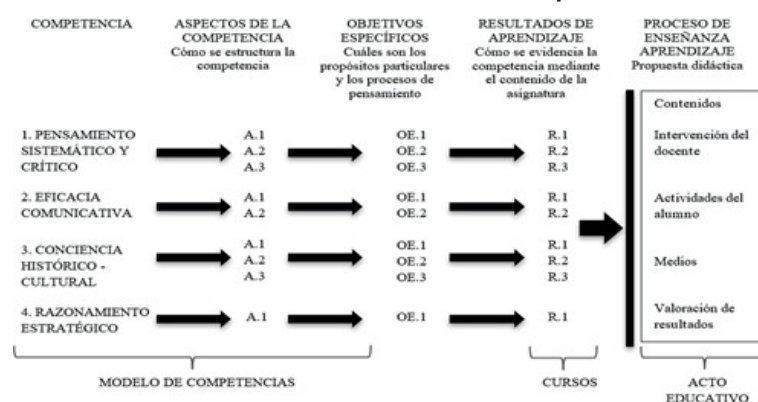 COMPETENCIA
ASPECTOS DE LA
COMPETENCIA
Cómo se estructura la
competencia
OBJETIVOS
ESPECÍFICOS
Cuáles son los
propósitos particulares
y los procesos de
pensamiento
RESULTADOS DE
APRENDIZAJE
Cómo se evidencia la
competencia mediante
el contenido de la
asignatura
PROCESO DE
ENSEÑANZA
APRENDIZAJE
Propuesta didáctica
1. PENSAMIENTO
SISTEMÁTICO Y
CRÍTICO
A.1
A.2
A.3
OE.1
OE.2
OE.3
R.1
R.2
R.3
2. EFICACIA
COMUNICATIVA
A.1
A.2
OE.1
OE.2
R.1
R.2
3. CONCIENCIA
HISTÓRICO -
CULTURAL
A.1
A.2
A.3
OE.1
OE.2
OE.3
R.1
R.2
R.3
4. RAZONAMIENTO
ESTRATÉGICO
A.1
OE.1
R.1
Contenidos
Intervención del
docente
Actividades del
alumno
Medios
Valoración de
resultados
MODELO DE COMPETENCIAS
CURSOS
ACTO
EDUCATIVO